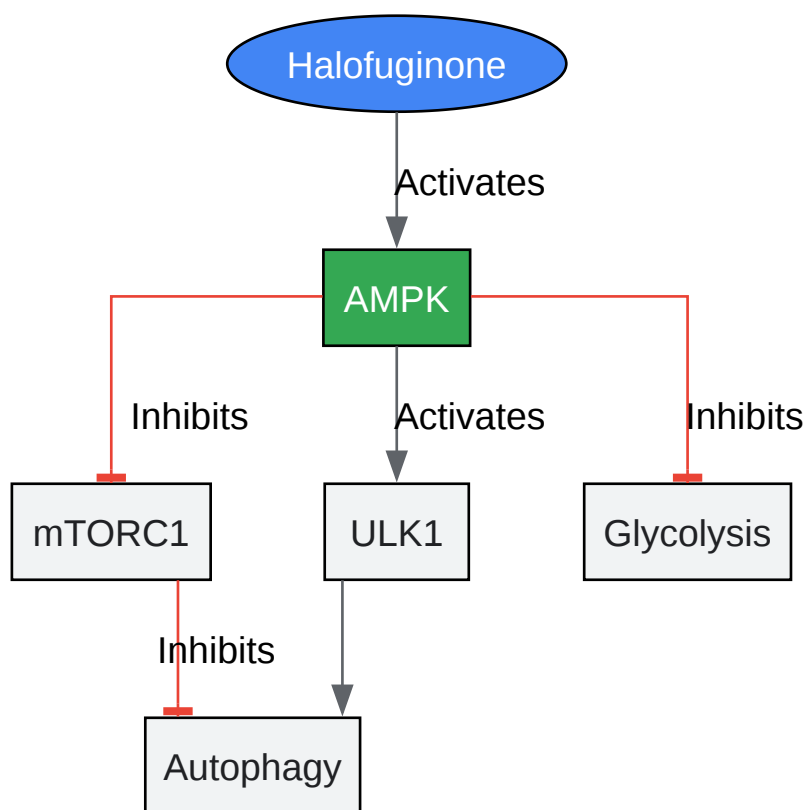 Halofuginone
Activates
AMPK
Inhibits
Activates
Inhibits
mTORC1
ULK1
Glycolysis
Inhibits
Autophagy